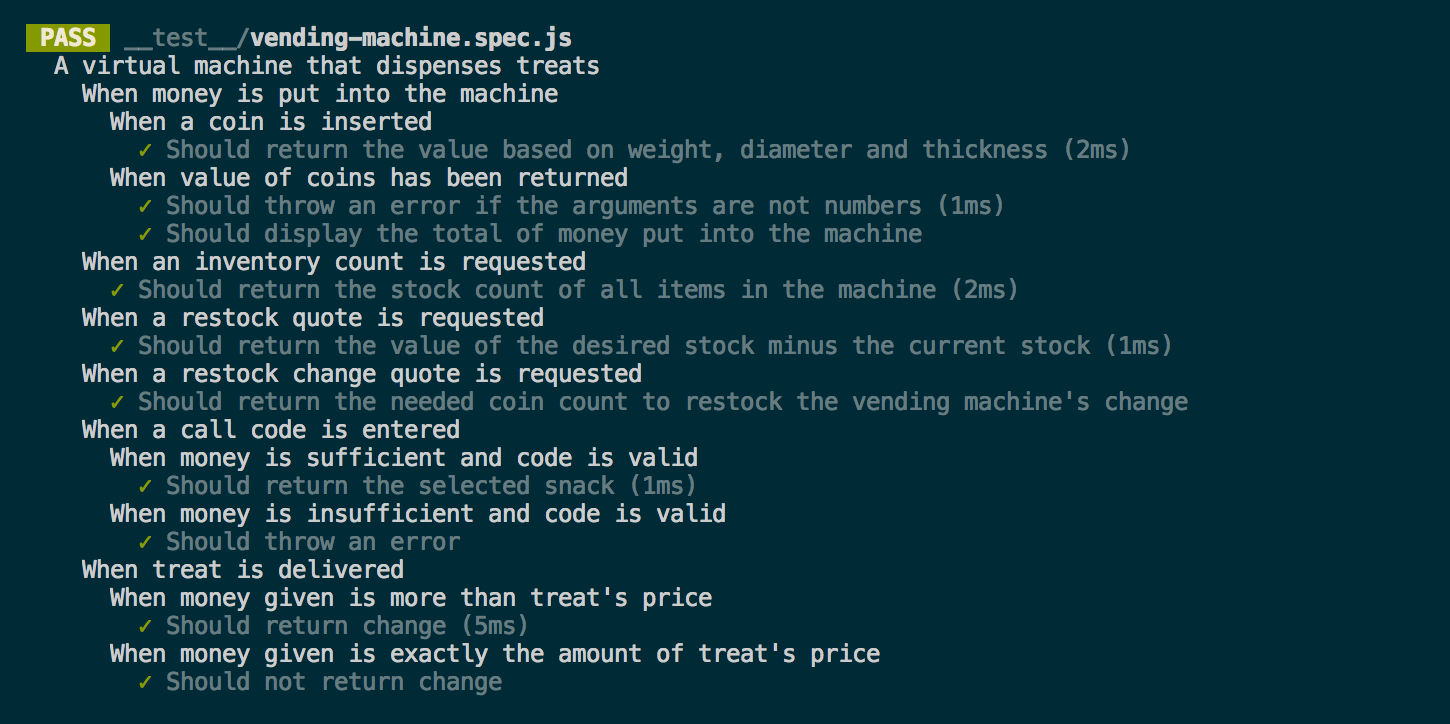 PASS __test__/vending-machine.spec.js
A virtual machine that dispenses treats
When money is put into the machine
When a coin is inserted
✓ Should return the value based on weight, diameter and thickness (2ms)
When value of coins has been returned
✓ Should throw an error if the arguments are not numbers (1ms)
✓ Should display the total of money put into the machine
When an inventory count is requested
✓ Should return the stock count of all items in the machine (2ms)
When a restock quote is requested
✓ Should return the value of the desired stock minus the current stock (1ms)
When a restock change quote is requested
✓ Should return the needed coin count to restock the vending machine's change
When a call code is entered
When money is sufficient and code is valid
✓ Should return the selected snack (1ms)
When money is insufficient and code is valid
✓ Should throw an error
When treat is delivered
When money given is more than treat's price
✓ Should return change (5ms)
When money given is exactly the amount of treat's price
✓ Should not return change